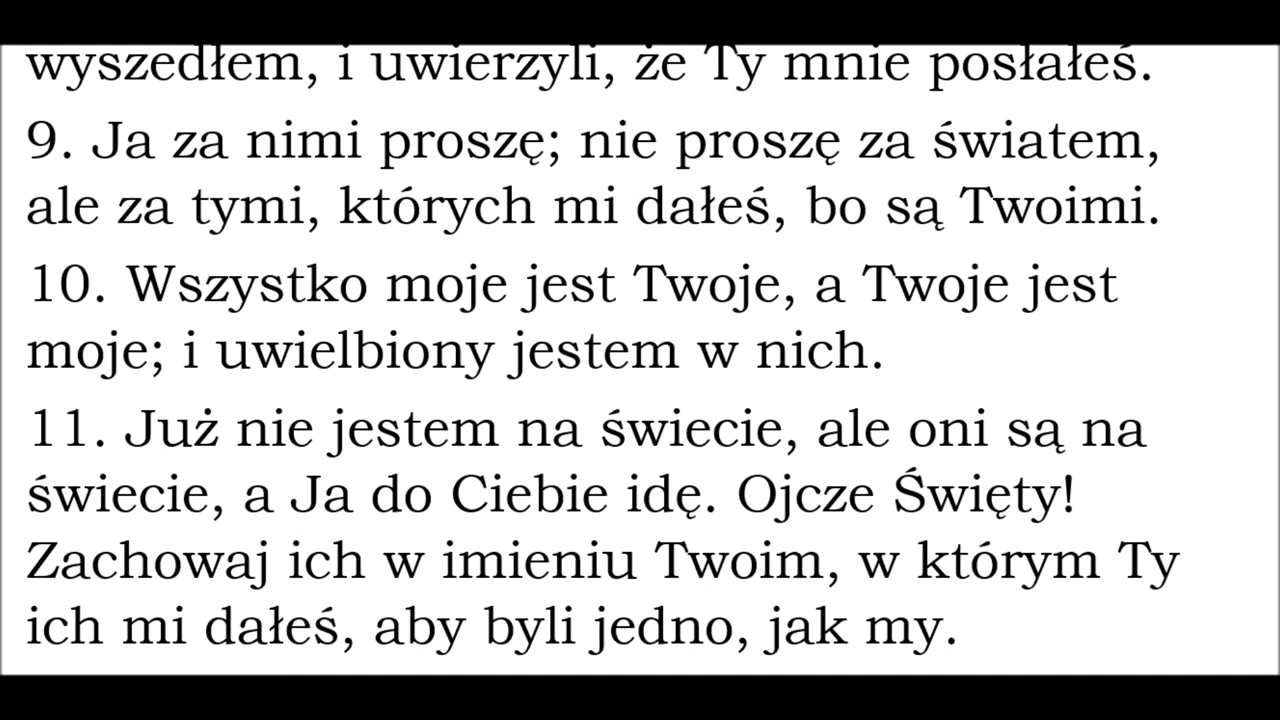 wyszedłem, i uwierzyli, że Ty mnie posłałeś.
9. Ja za nimi proszę; nie proszę za światem,
ale za tymi, których mi dałeś, bo są Twoimi.
10. Wszystko moje jest Twoje, a Twoje jest
moje; i uwielbiony jestem w nich.
11. Już nie jestem na świecie, ale oni są na
świecie, a Ja do Ciebie idę. Ojcze Święty!
Zachowaj ich w imieniu Twoim, w którym Ty
ich mi dałeś, aby byli jedno, jak my.